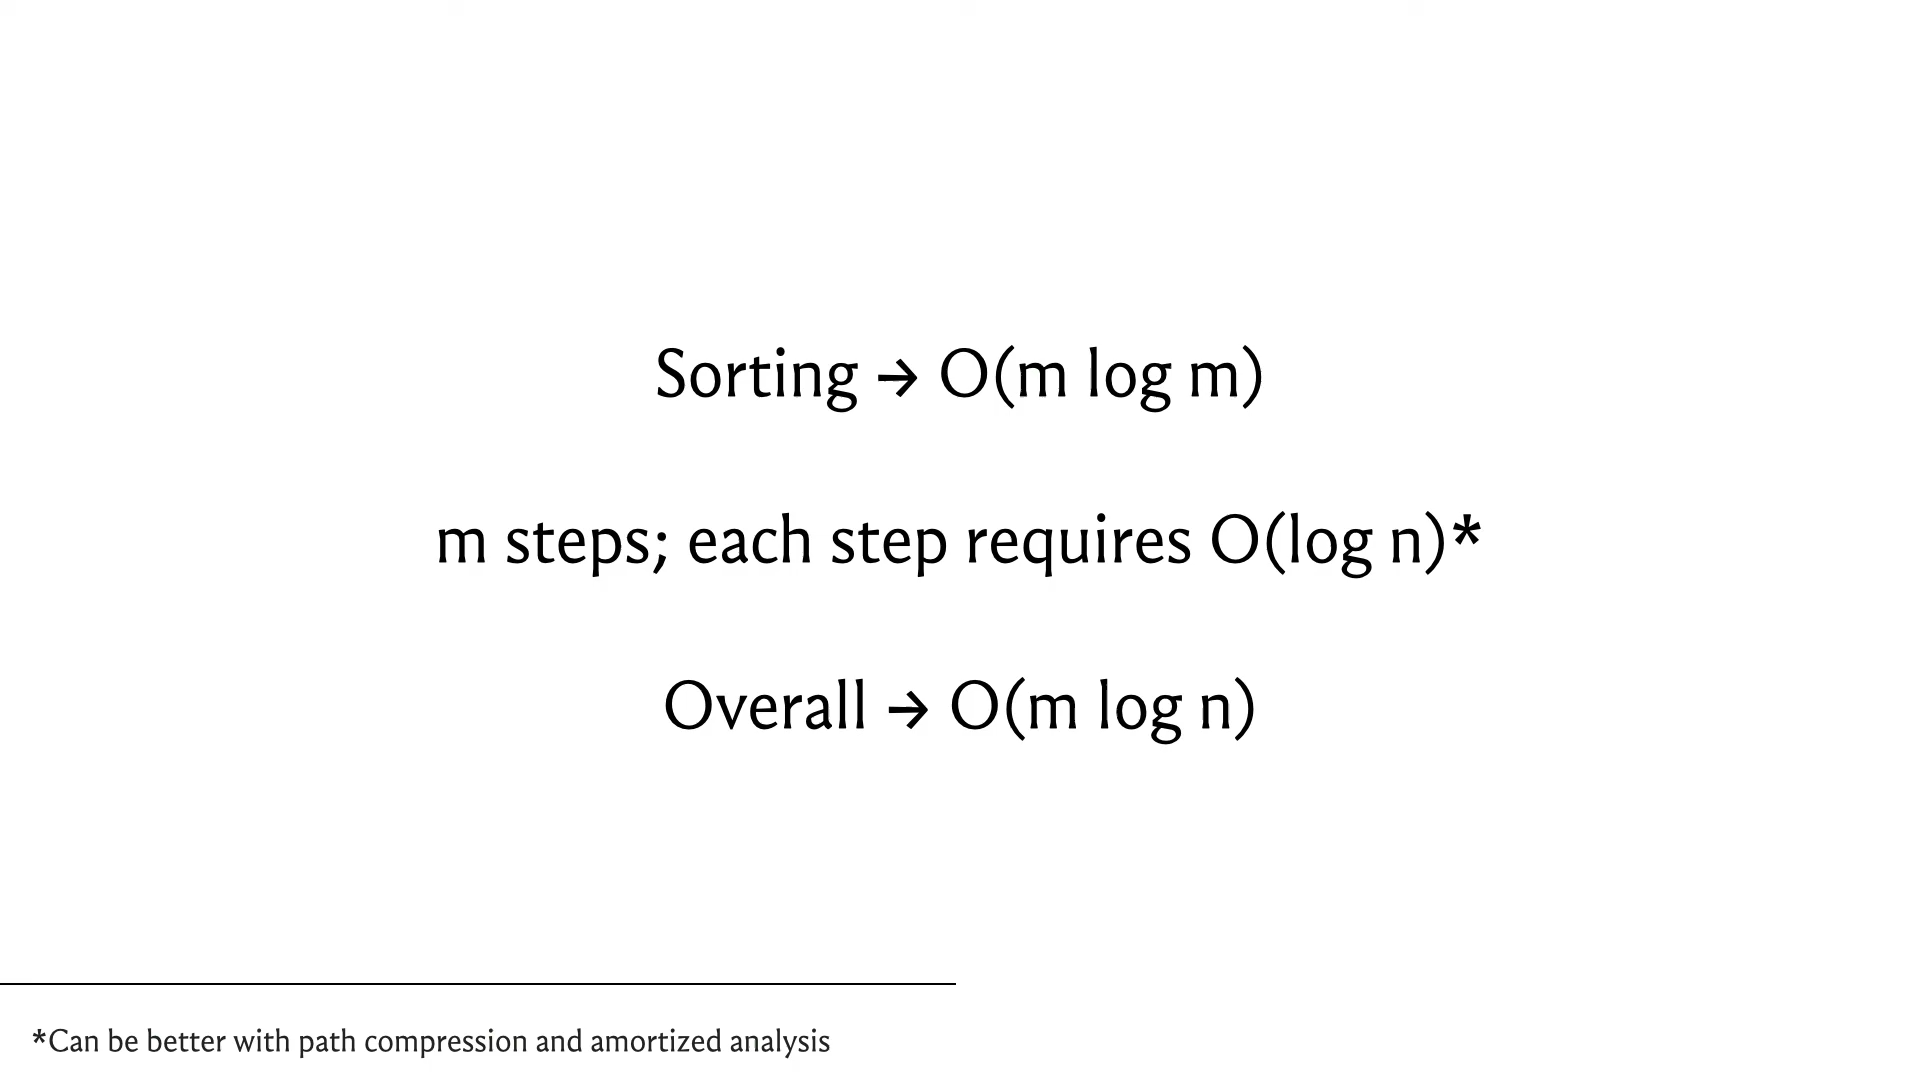 Sorting → O(m log m)
m steps; each step requires O(log n)*
Overall → O(m log n)
*Can be better with path compression and amortized analysis